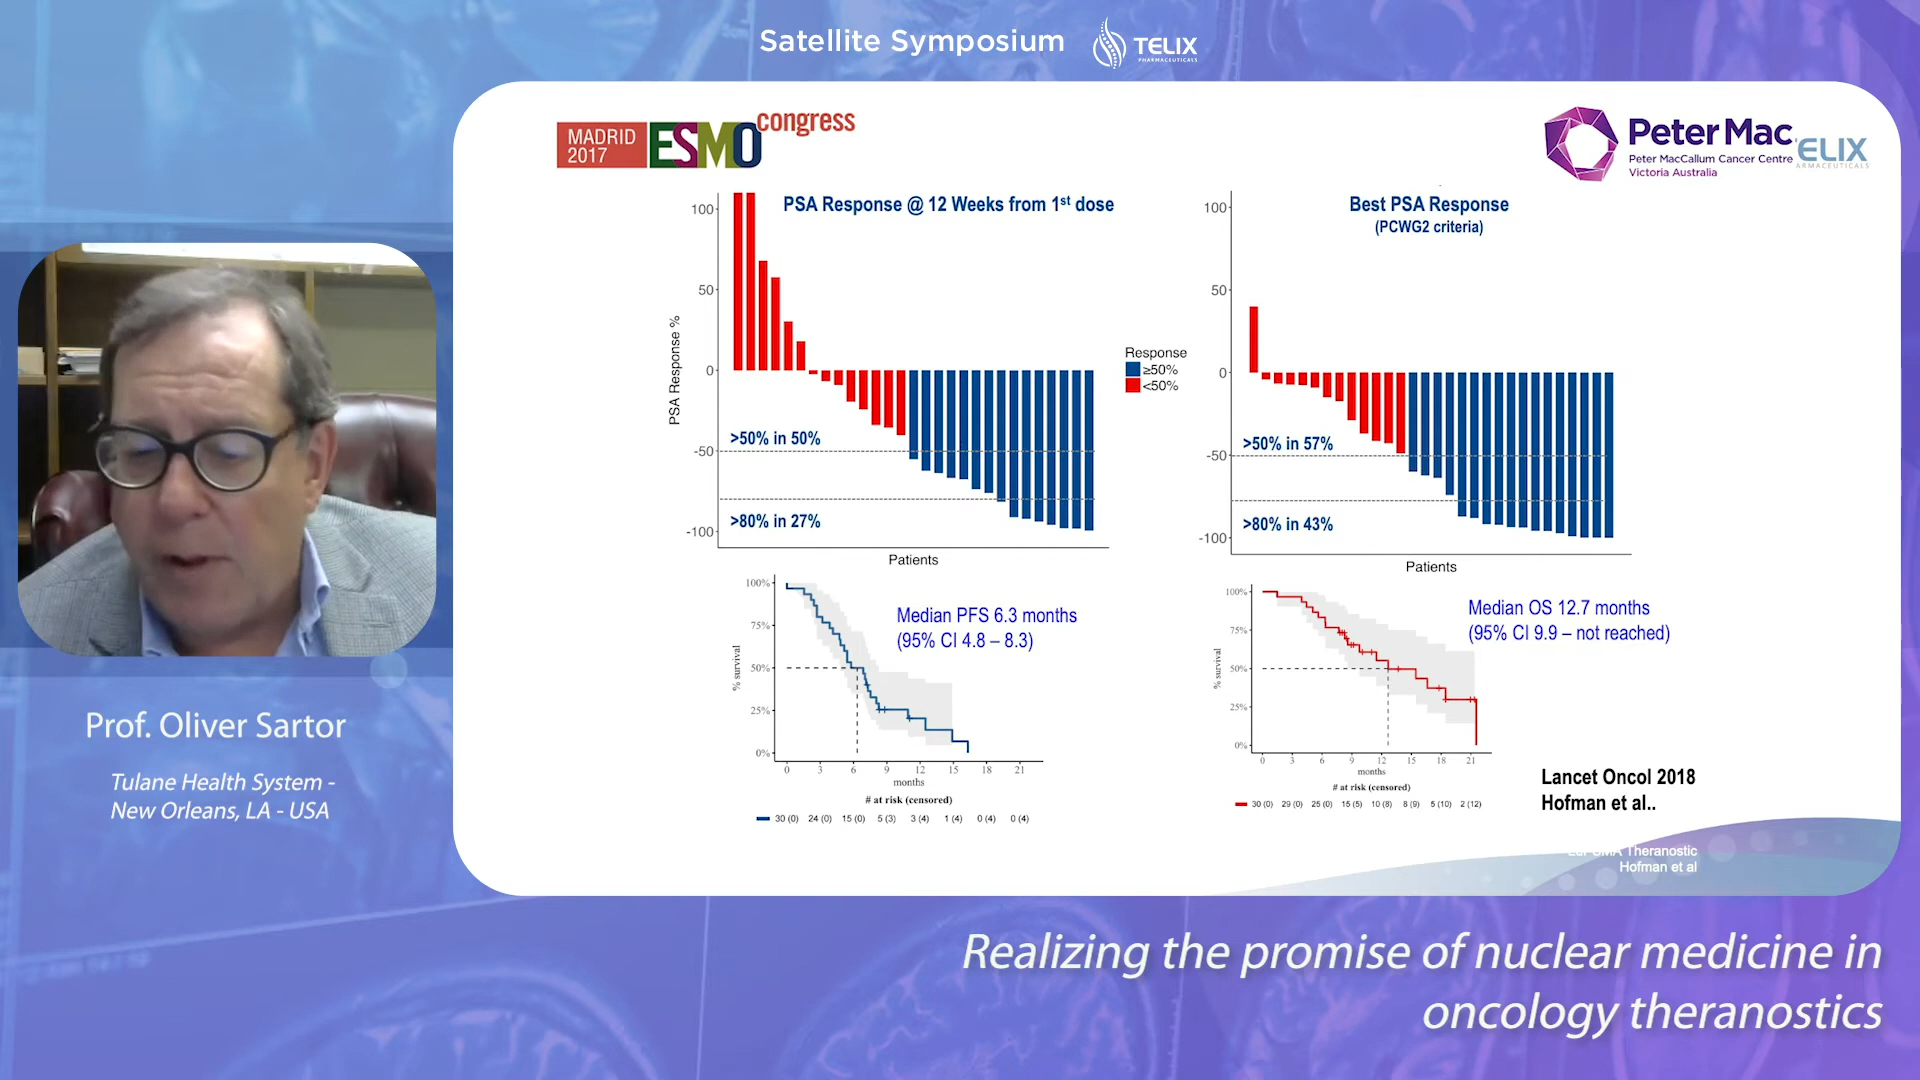 Satellite Symposium
TELIX
PHARMACEUTICALS
MADRID
2017
ESMO
congress
Peter Mac
Peter MacCallum Cancer Centre
Victoria Australia
ELIX
ARMACEUTICALS
PSA Response @ 12 Weeks from 1st dose
PSA Response %
100
50
0
-50
-100
>50% in 50%
>80% in 27%
Patients
Response
≥50%
<50%
Best PSA Response
(PCWG2 criteria)
100
50
0
-50
-100
>50% in 57%
>80% in 43%
Patients
Median PFS 6.3 months
(95% CI 4.8 – 8.3)
% survival
100%
75%
50%
25%
0%
0 3 6 9 12 15 18 21
months
# at risk (censored)
30 (0) 24 (0) 15 (0) 5 (3) 3 (4) 1 (4) 0 (4) 0 (4)
Median OS 12.7 months
(95% CI 9.9 – not reached)
% survival
100%
75%
50%
25%
0%
0 3 6 9 12 15 18 21
months
# at risk (censored)
30 (0) 29 (0) 25 (0) 15 (5) 10 (8) 8 (9) 5 (10) 2 (12)
Lancet Oncol 2018
Hofman et al..
Theranostic
Hofman et al
Prof. Oliver Sartor
Tulane Health System -
New Orleans, LA - USA
Realizing the promise of nuclear medicine in
oncology theranostics